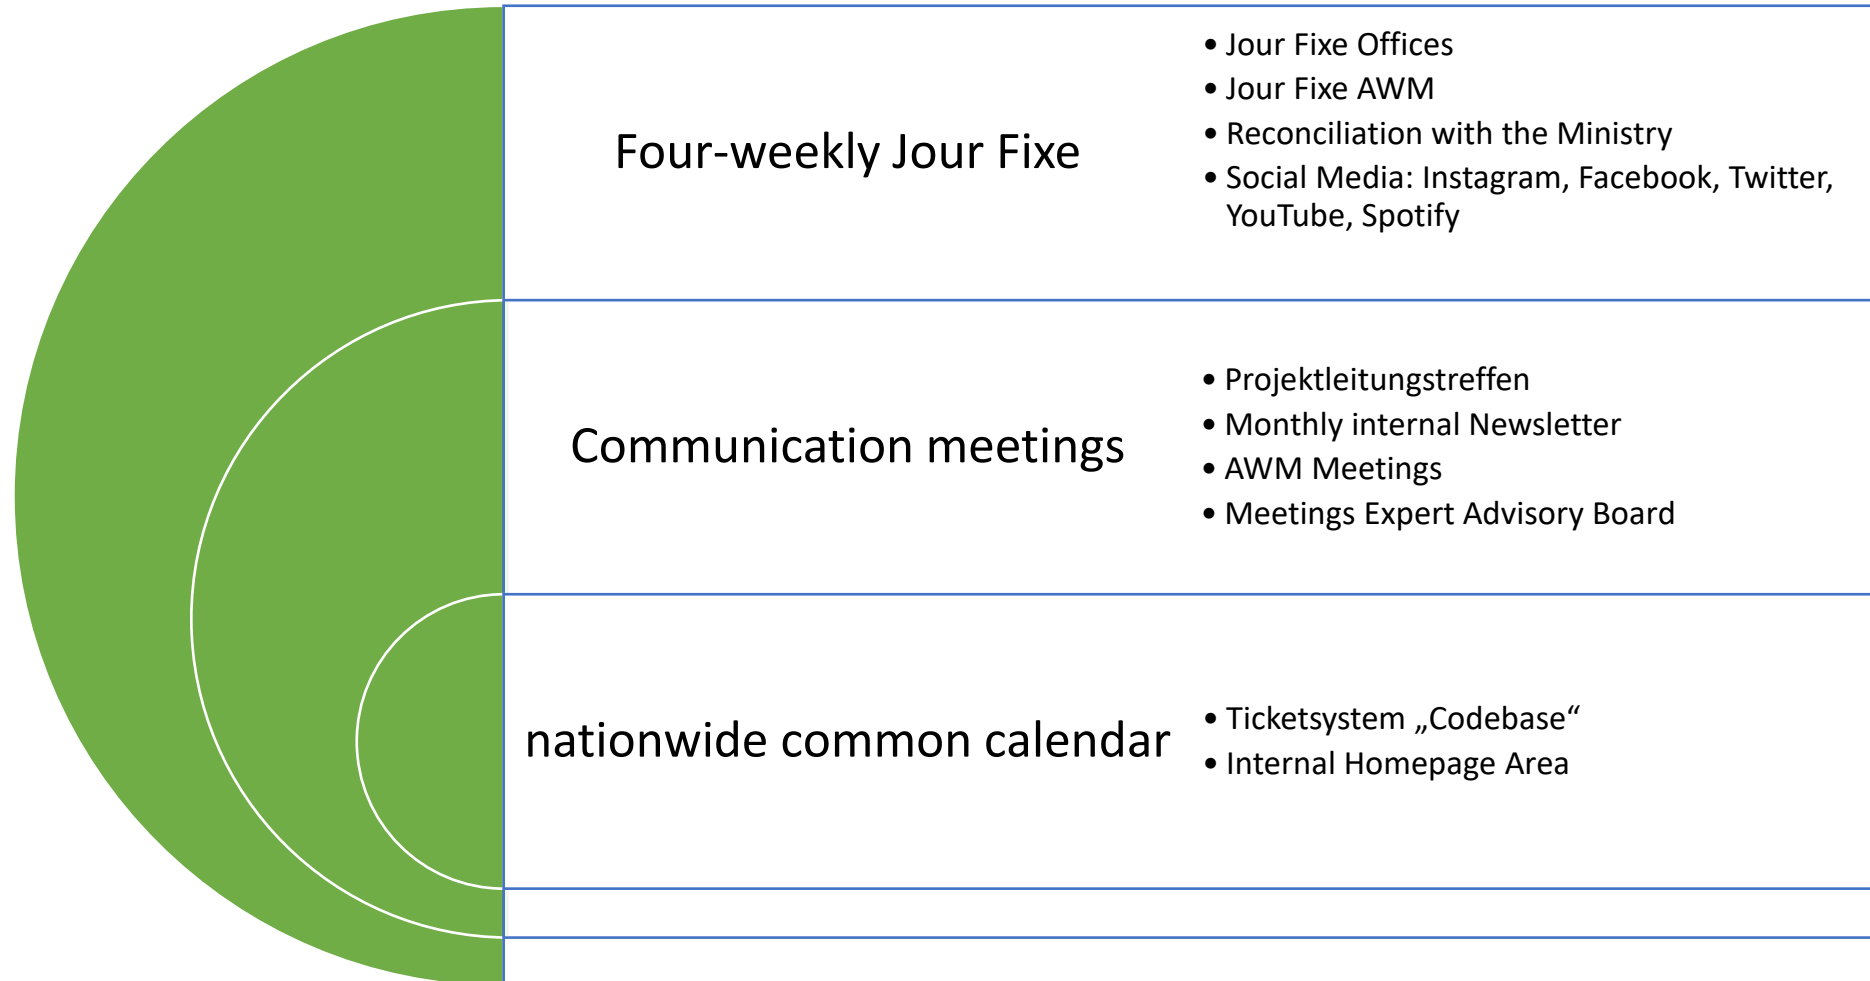 Four-weekly Jour Fixe
• Jour Fixe Offices
• Jour Fixe AWM
• Reconciliation with the Ministry
• Social Media: Instagram, Facebook, Twitter,
YouTube, Spotify
Communication meetings
• Projektleitungstreffen
• Monthly internal Newsletter
• AWM Meetings
• Meetings Expert Advisory Board
nationwide common calendar
• Ticketsystem „Codebase“
• Internal Homepage Area